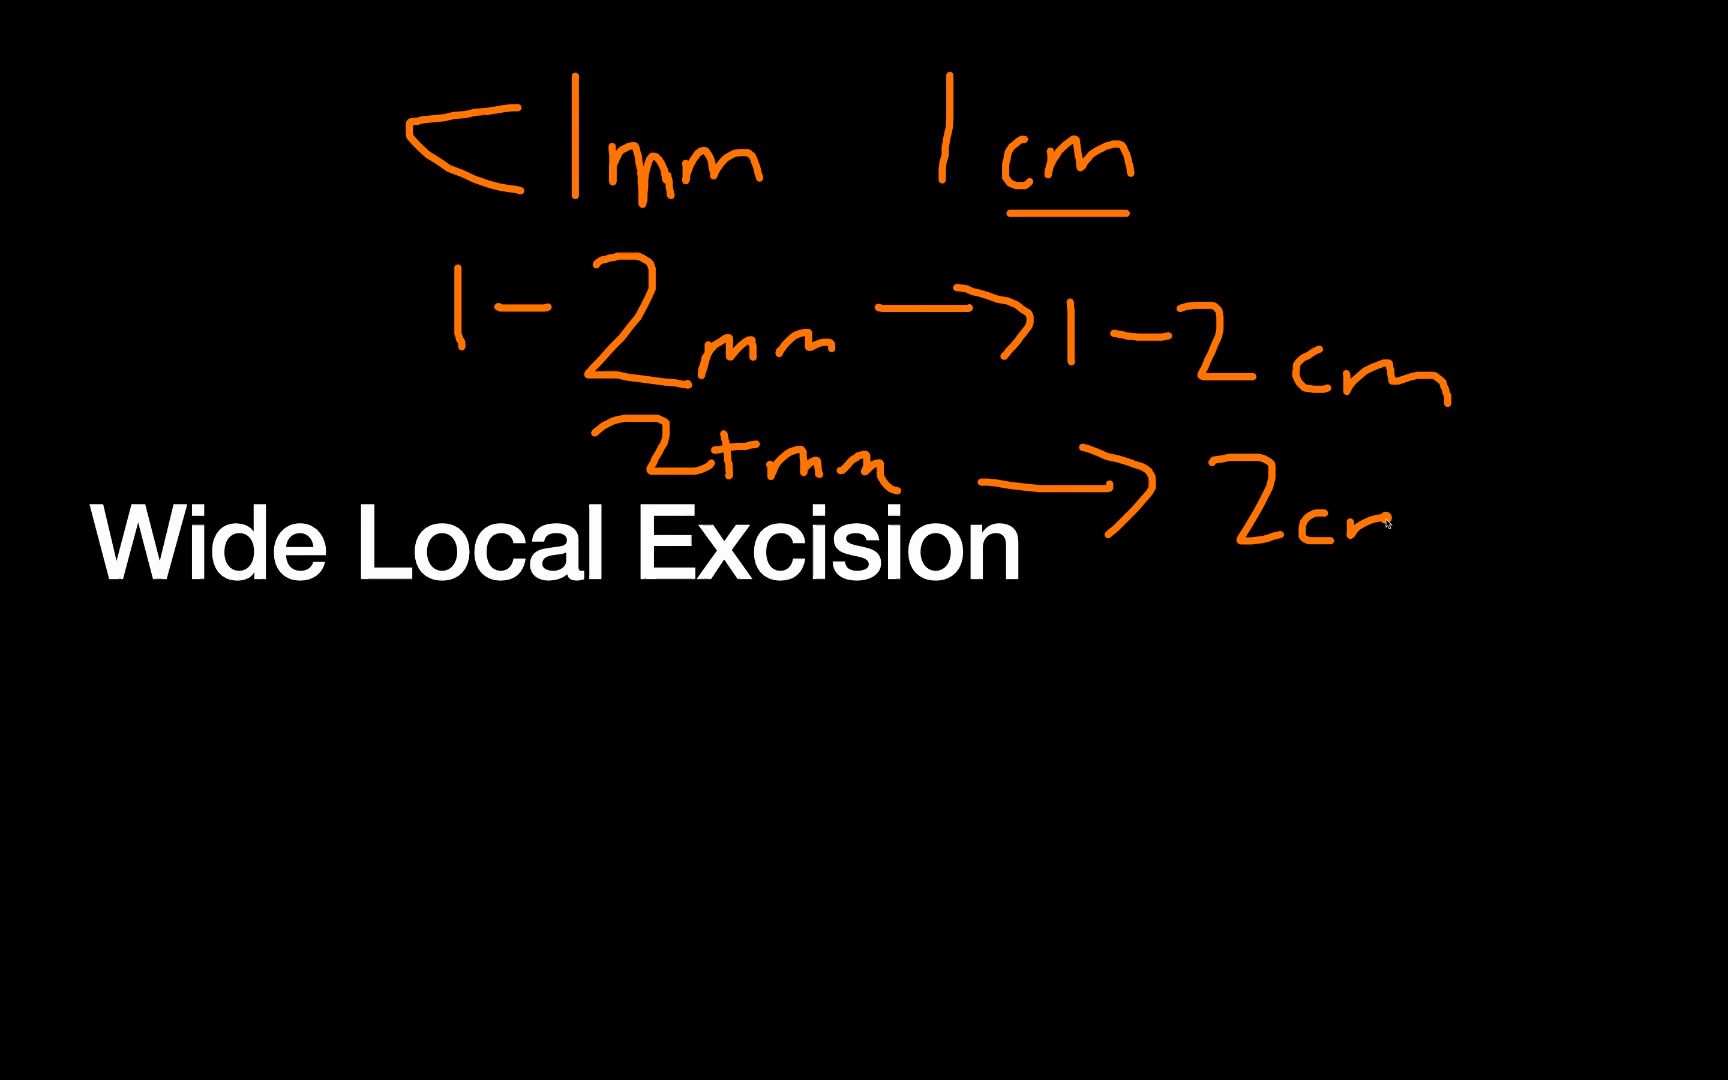 <1mm 1cm
1-2mm → 1-2cm
2+mm → 2cm
Wide Local Excision